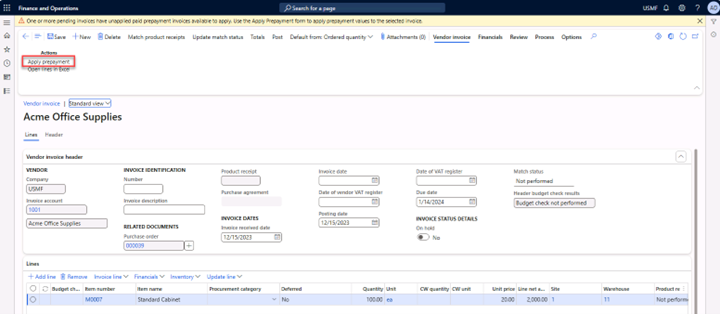 Finance and Operations
Search for a page
USMF
One or more pending invoices have unapplied paid prepayment invoices available to apply. Use the Apply Prepayment form to apply prepayment values to the selected invoice.
Save New Delete Match product receipts Update match status Totals Post Default from: Ordered quantity Attachments (0) Vendor invoice Financials Review Process Options
Actions
Apply prepayment
Open lines in Excel
Vendor invoice | Standard view
Acme Office Supplies
Lines Header
Vendor invoice header
VENDOR
Company
USMF
Invoice account
1001
Acme Office Supplies
INVOICE IDENTIFICATION
Number
Invoice description
RELATED DOCUMENTS
Purchase order
000039
Product receipt
Purchase agreement
INVOICE DATES
Invoice received date
12/15/2023
Invoice date
Date of vendor VAT register
Posting date
12/15/2023
Date of VAT register
Due date
1/14/2024
INVOICE STATUS DETAILS
On hold
No
Match status
Not performed
Header budget check results
Budget check not performed
Lines
Add line Remove Invoice line Financials Inventory Update line
Budget ch... Item number Item name Procurement category Deferred Quantity Unit CW quantity CW unit Unit price Line net a... Site Warehouse Product re
M0007 Standard Cabinet No 100.00 ea 20.00 2,000.00 1 11 Not perform